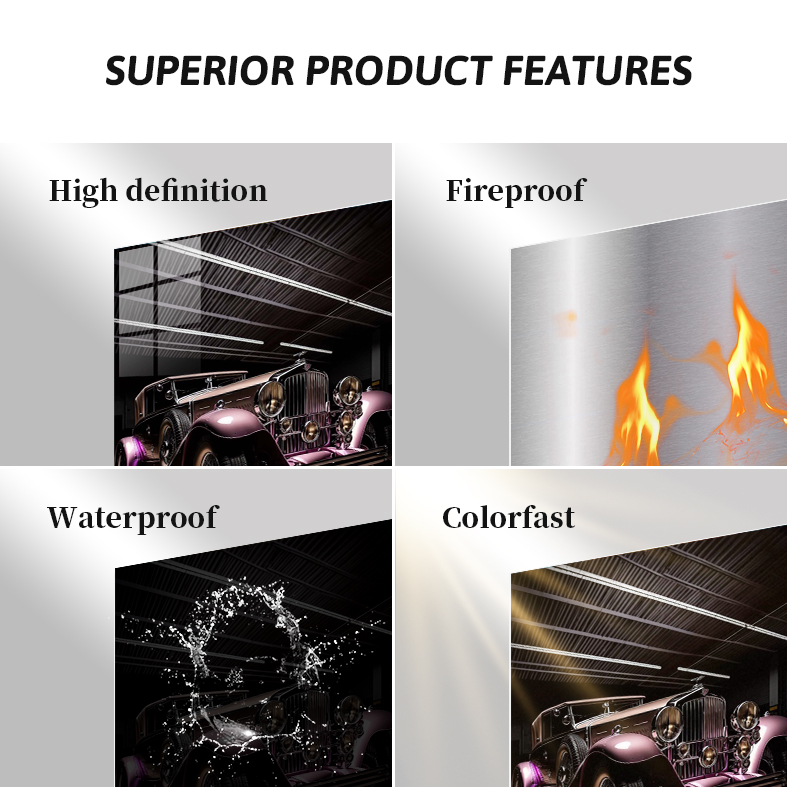 SUPERIOR PRODUCT FEATURES
High definition
Fireproof
Waterproof
Colorfast